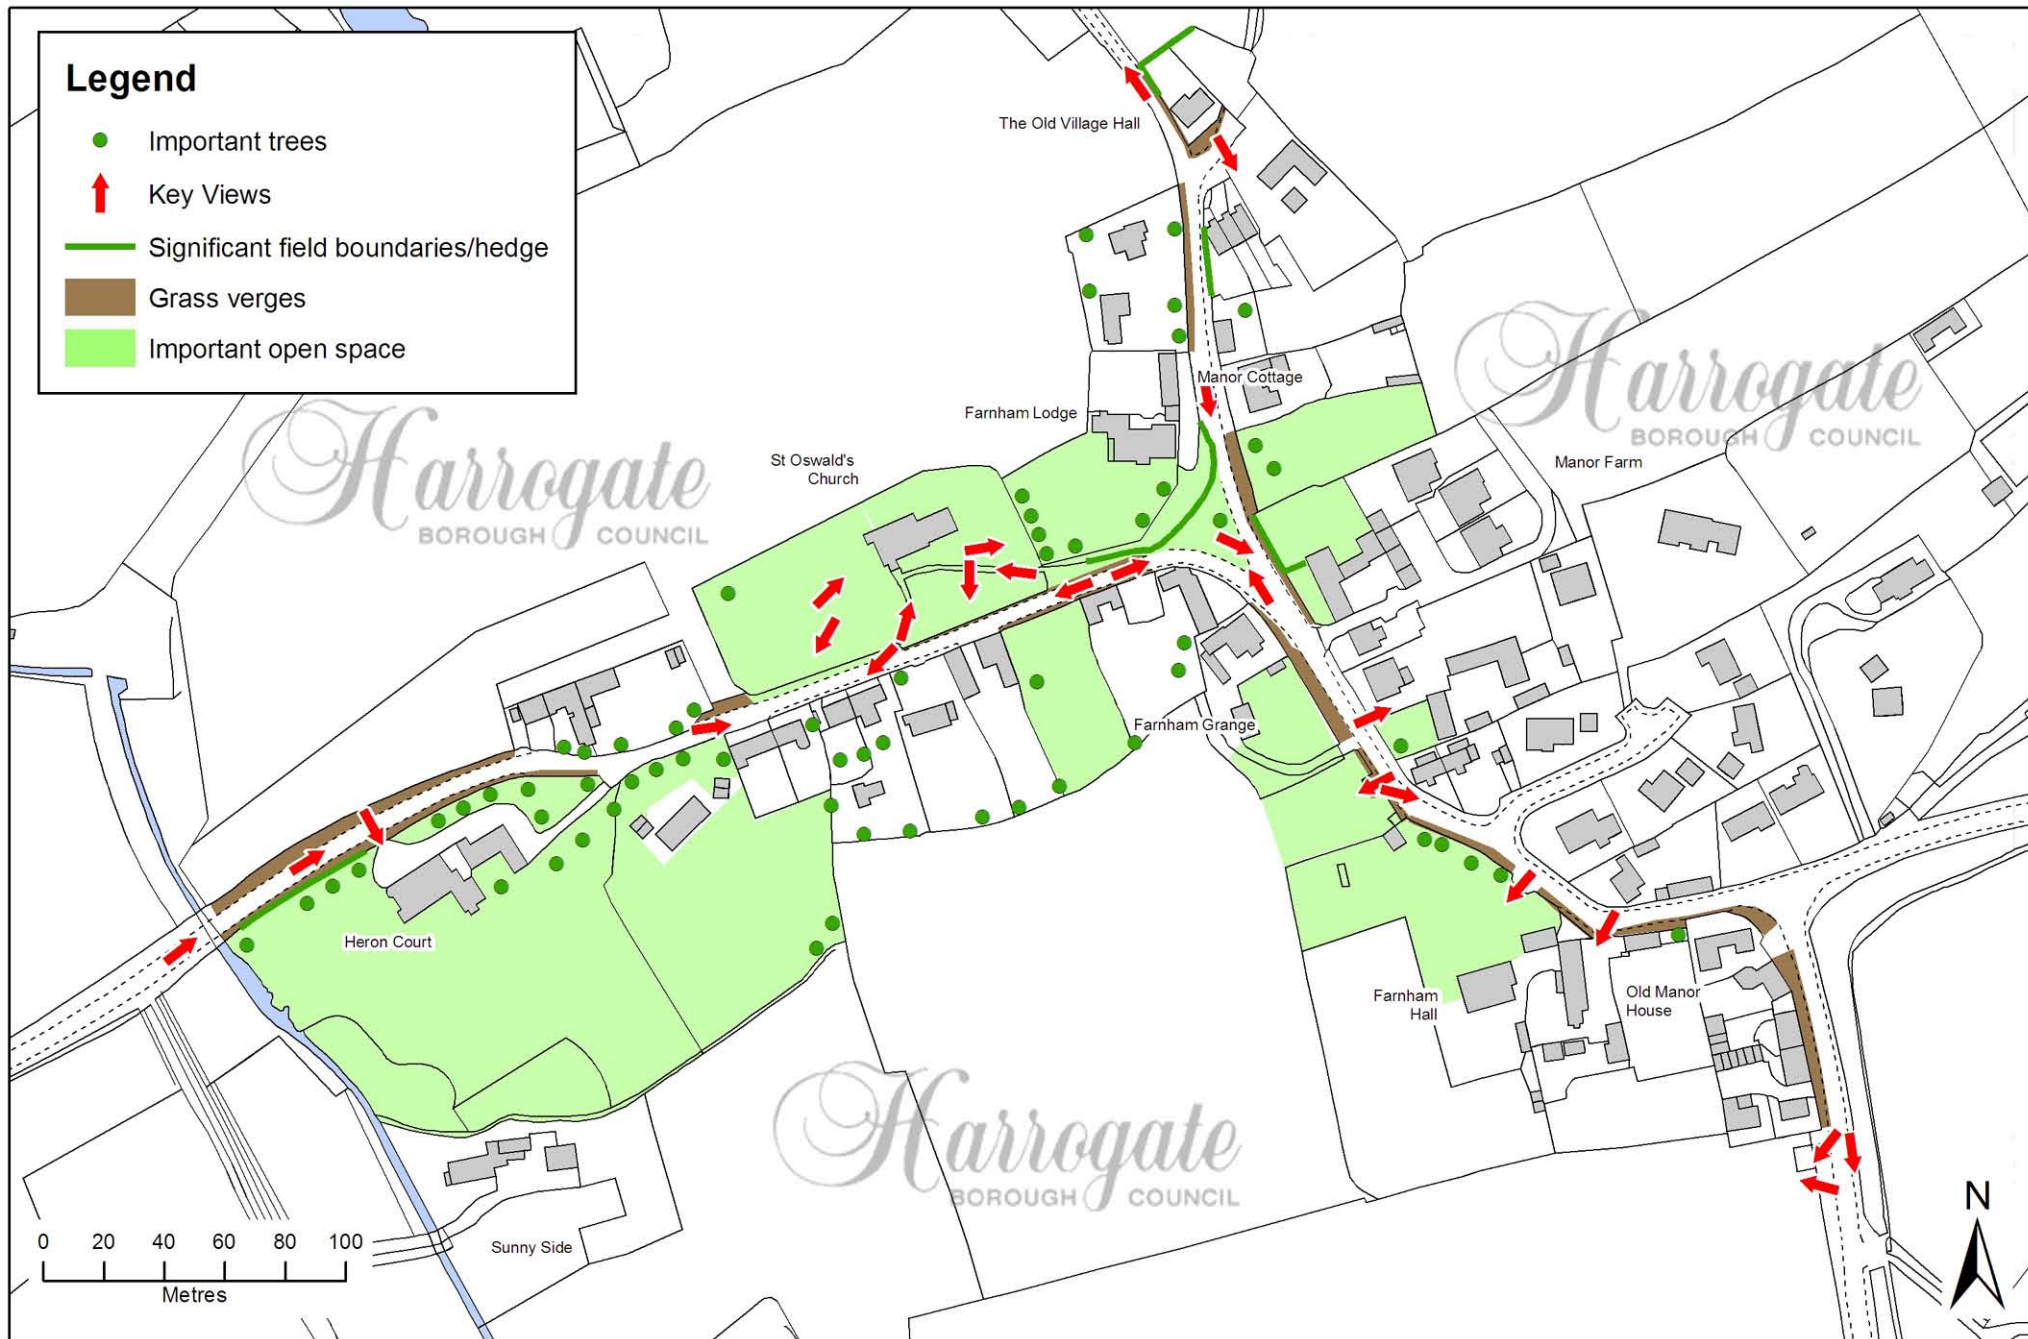 Legend
Important trees
Key Views
Significant field boundaries/hedge
Grass verges
Important open space
The Old Village Hall
Manor Cottage
Farnham Lodge
St Oswald's
Church
Manor Farm
Harrogate
BOROUGH COUNCIL
Harrogate
BOROUGH COUNCIL
Farnham Grange
Heron Court
Farnham
Hall
Old Manor
House
Harrogate
BOROUGH COUNCIL
Sunny Side
0 20 40 60 80 100
Metres
N